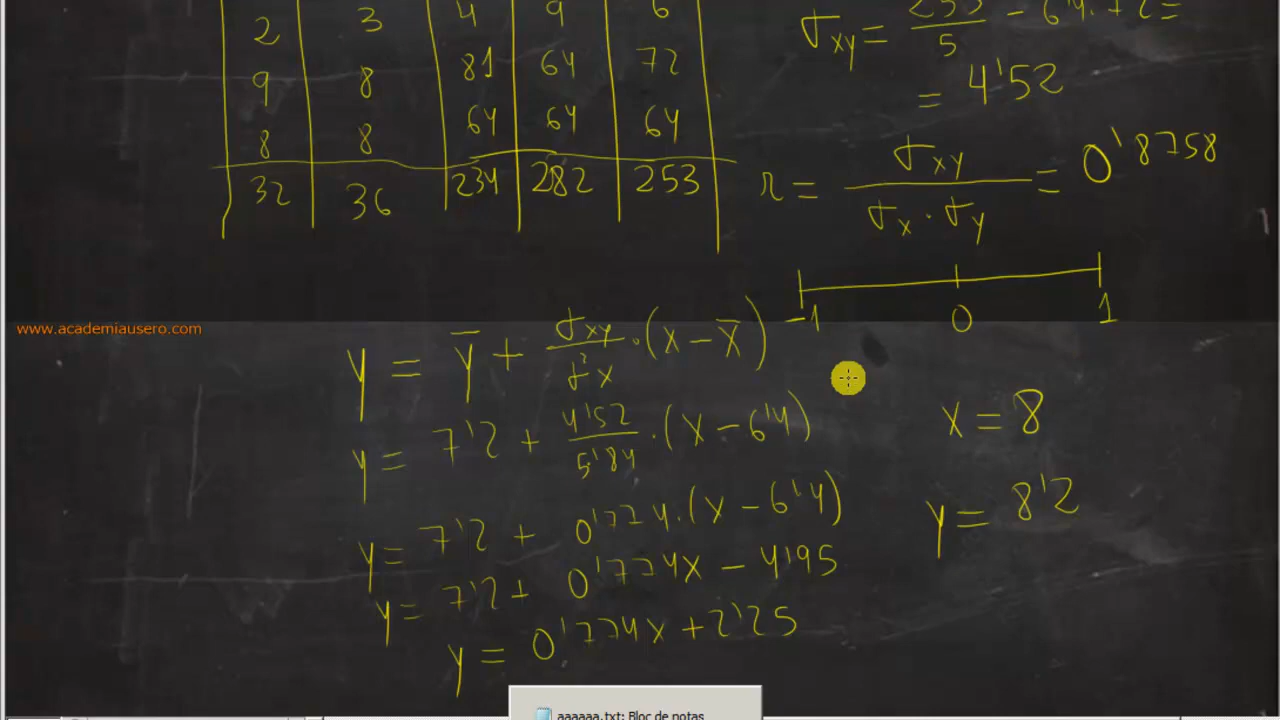 2 3 4 9 6
9 8 81 64 72
8 8 64 64 64
32 36 234 282 253
σxy = 253/5 - 6'4·7'2 =
= 4'52
r = σxy / σx · σy = 0'8758
-1 0 1
www.academiausero.com
y = ȳ + σxy/σ²x · (x - x̄)
y = 7'2 + 4'52/5'84 · (x - 6'4)
y = 7'2 + 0'774·(x - 6'4)
y = 7'2 + 0'774x - 4'95
y = 0'774x + 2'25
x = 8
y = 8'2
aaaaaa.txt: Bloc de notas